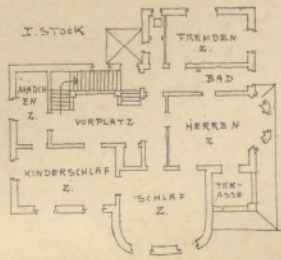 I. STOCK
FREMDEN
Z.
BAD
MÄDCH
EN
Z.
VORPLATZ
HERREN
Z
KINDERSCHLAF
Z.
SCHLAF
Z.
TER-
ASSE